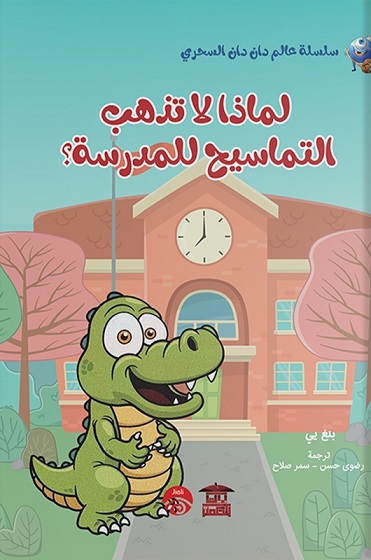 سلسلة عالم دان دان السحري
لماذا لا تذهب
التماسيح للمدرسة؟
بنغ يي
ترجمة
رضوى حسن - سمر صلاح